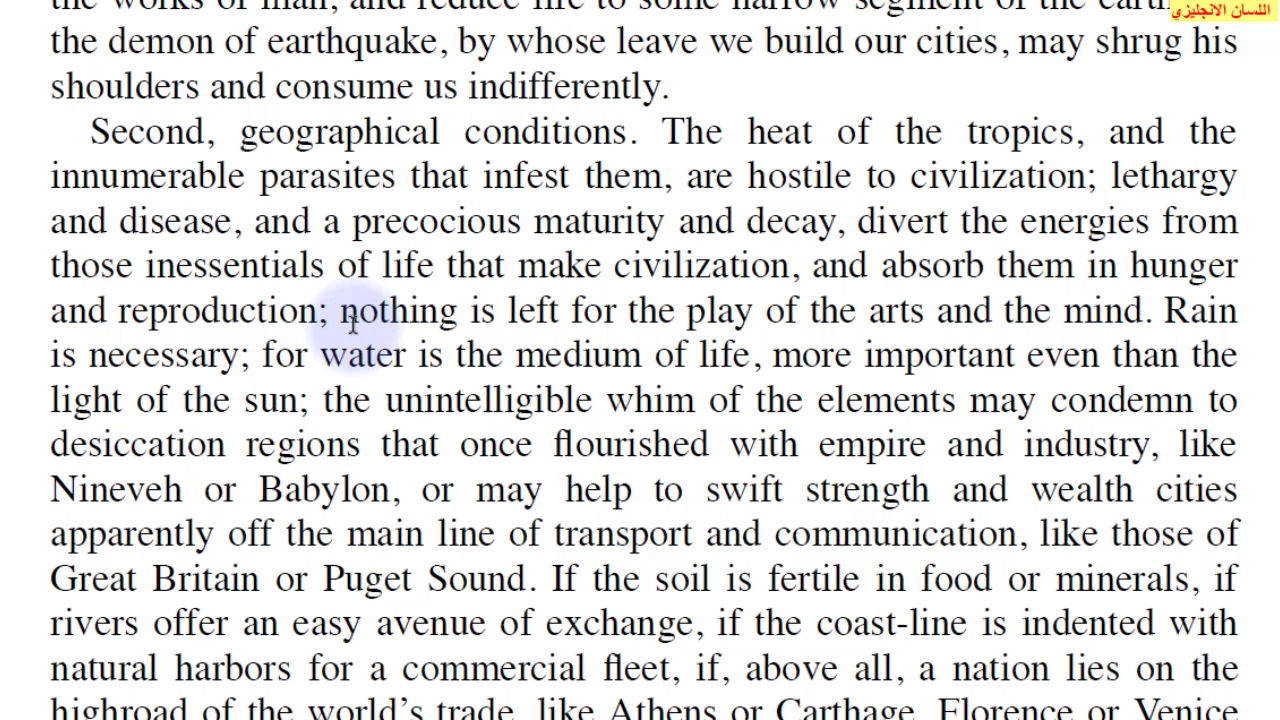 the works of man, and reduce life to some narrow segment of the eart
اللسان الانجليزي
the demon of earthquake, by whose leave we build our cities, may shrug his
shoulders and consume us indifferently.
Second, geographical conditions. The heat of the tropics, and the
innumerable parasites that infest them, are hostile to civilization; lethargy
and disease, and a precocious maturity and decay, divert the energies from
those inessentials of life that make civilization, and absorb them in hunger
and reproduction; nothing is left for the play of the arts and the mind. Rain
is necessary; for water is the medium of life, more important even than the
light of the sun; the unintelligible whim of the elements may condemn to
desiccation regions that once flourished with empire and industry, like
Nineveh or Babylon, or may help to swift strength and wealth cities
apparently off the main line of transport and communication, like those of
Great Britain or Puget Sound. If the soil is fertile in food or minerals, if
rivers offer an easy avenue of exchange, if the coast-line is indented with
natural harbors for a commercial fleet, if, above all, a nation lies on the
highroad of the world’s trade, like Athens or Carthage, Florence or Venice